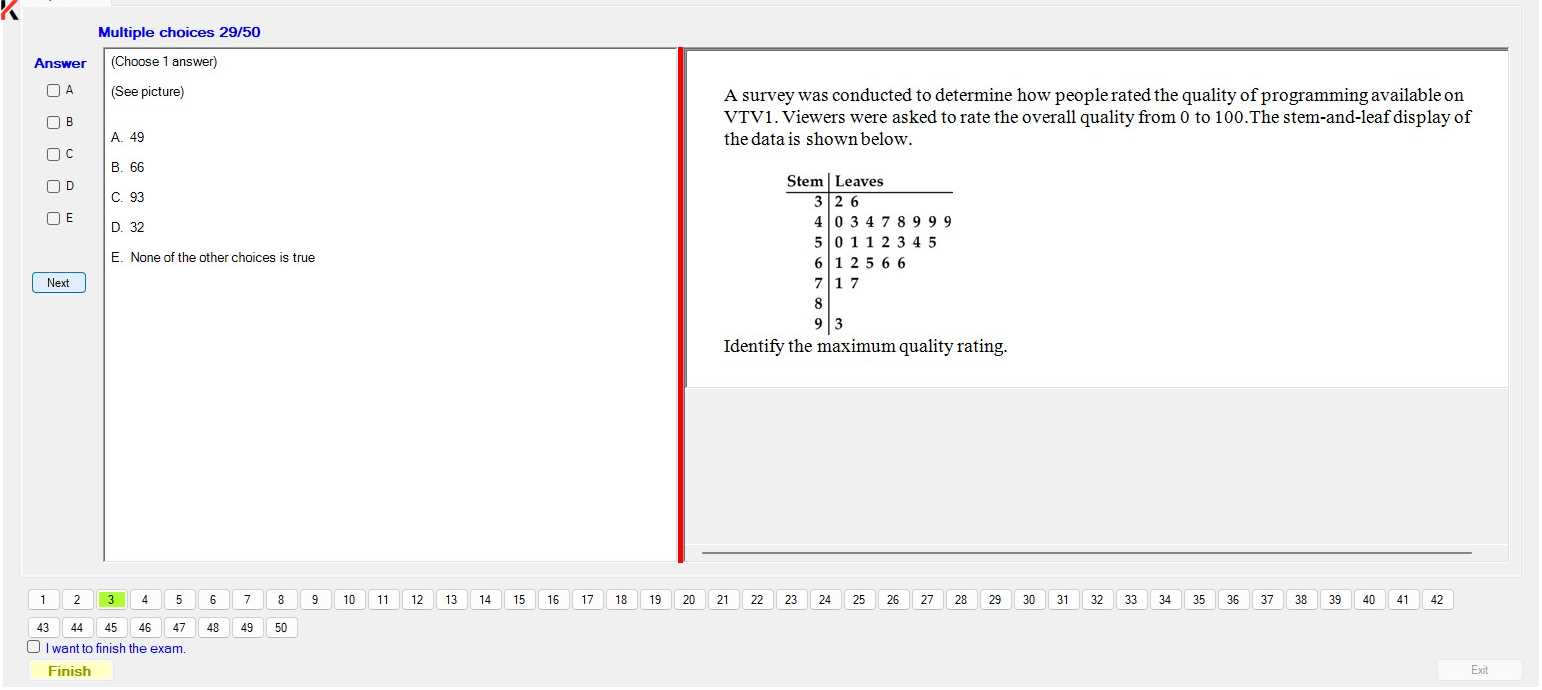 Multiple choices 29/50
Answer
A
B
C
D
E
Next
(Choose 1 answer)
(See picture)
A. 49
B. 66
C. 93
D. 32
E. None of the other choices is true
A survey was conducted to determine how people rated the quality of programming available on
VTV1. Viewers were asked to rate the overall quality from 0 to 100.The stem-and-leaf display of
the data is shown below.
Stem Leaves
3 2 6
4 0 3 4 7 8 9 9 9
5 0 1 1 2 3 4 5
6 1 2 5 6 6
7 1 7
8
9 3
Identify the maximum quality rating.
1 2 3 4 5 6 7 8 9 10 11 12 13 14 15 16 17 18 19 20 21 22 23 24 25 26 27 28 29 30 31 32 33 34 35 36 37 38 39 40 41 42
43 44 45 46 47 48 49 50
I want to finish the exam.
Finish
Exit